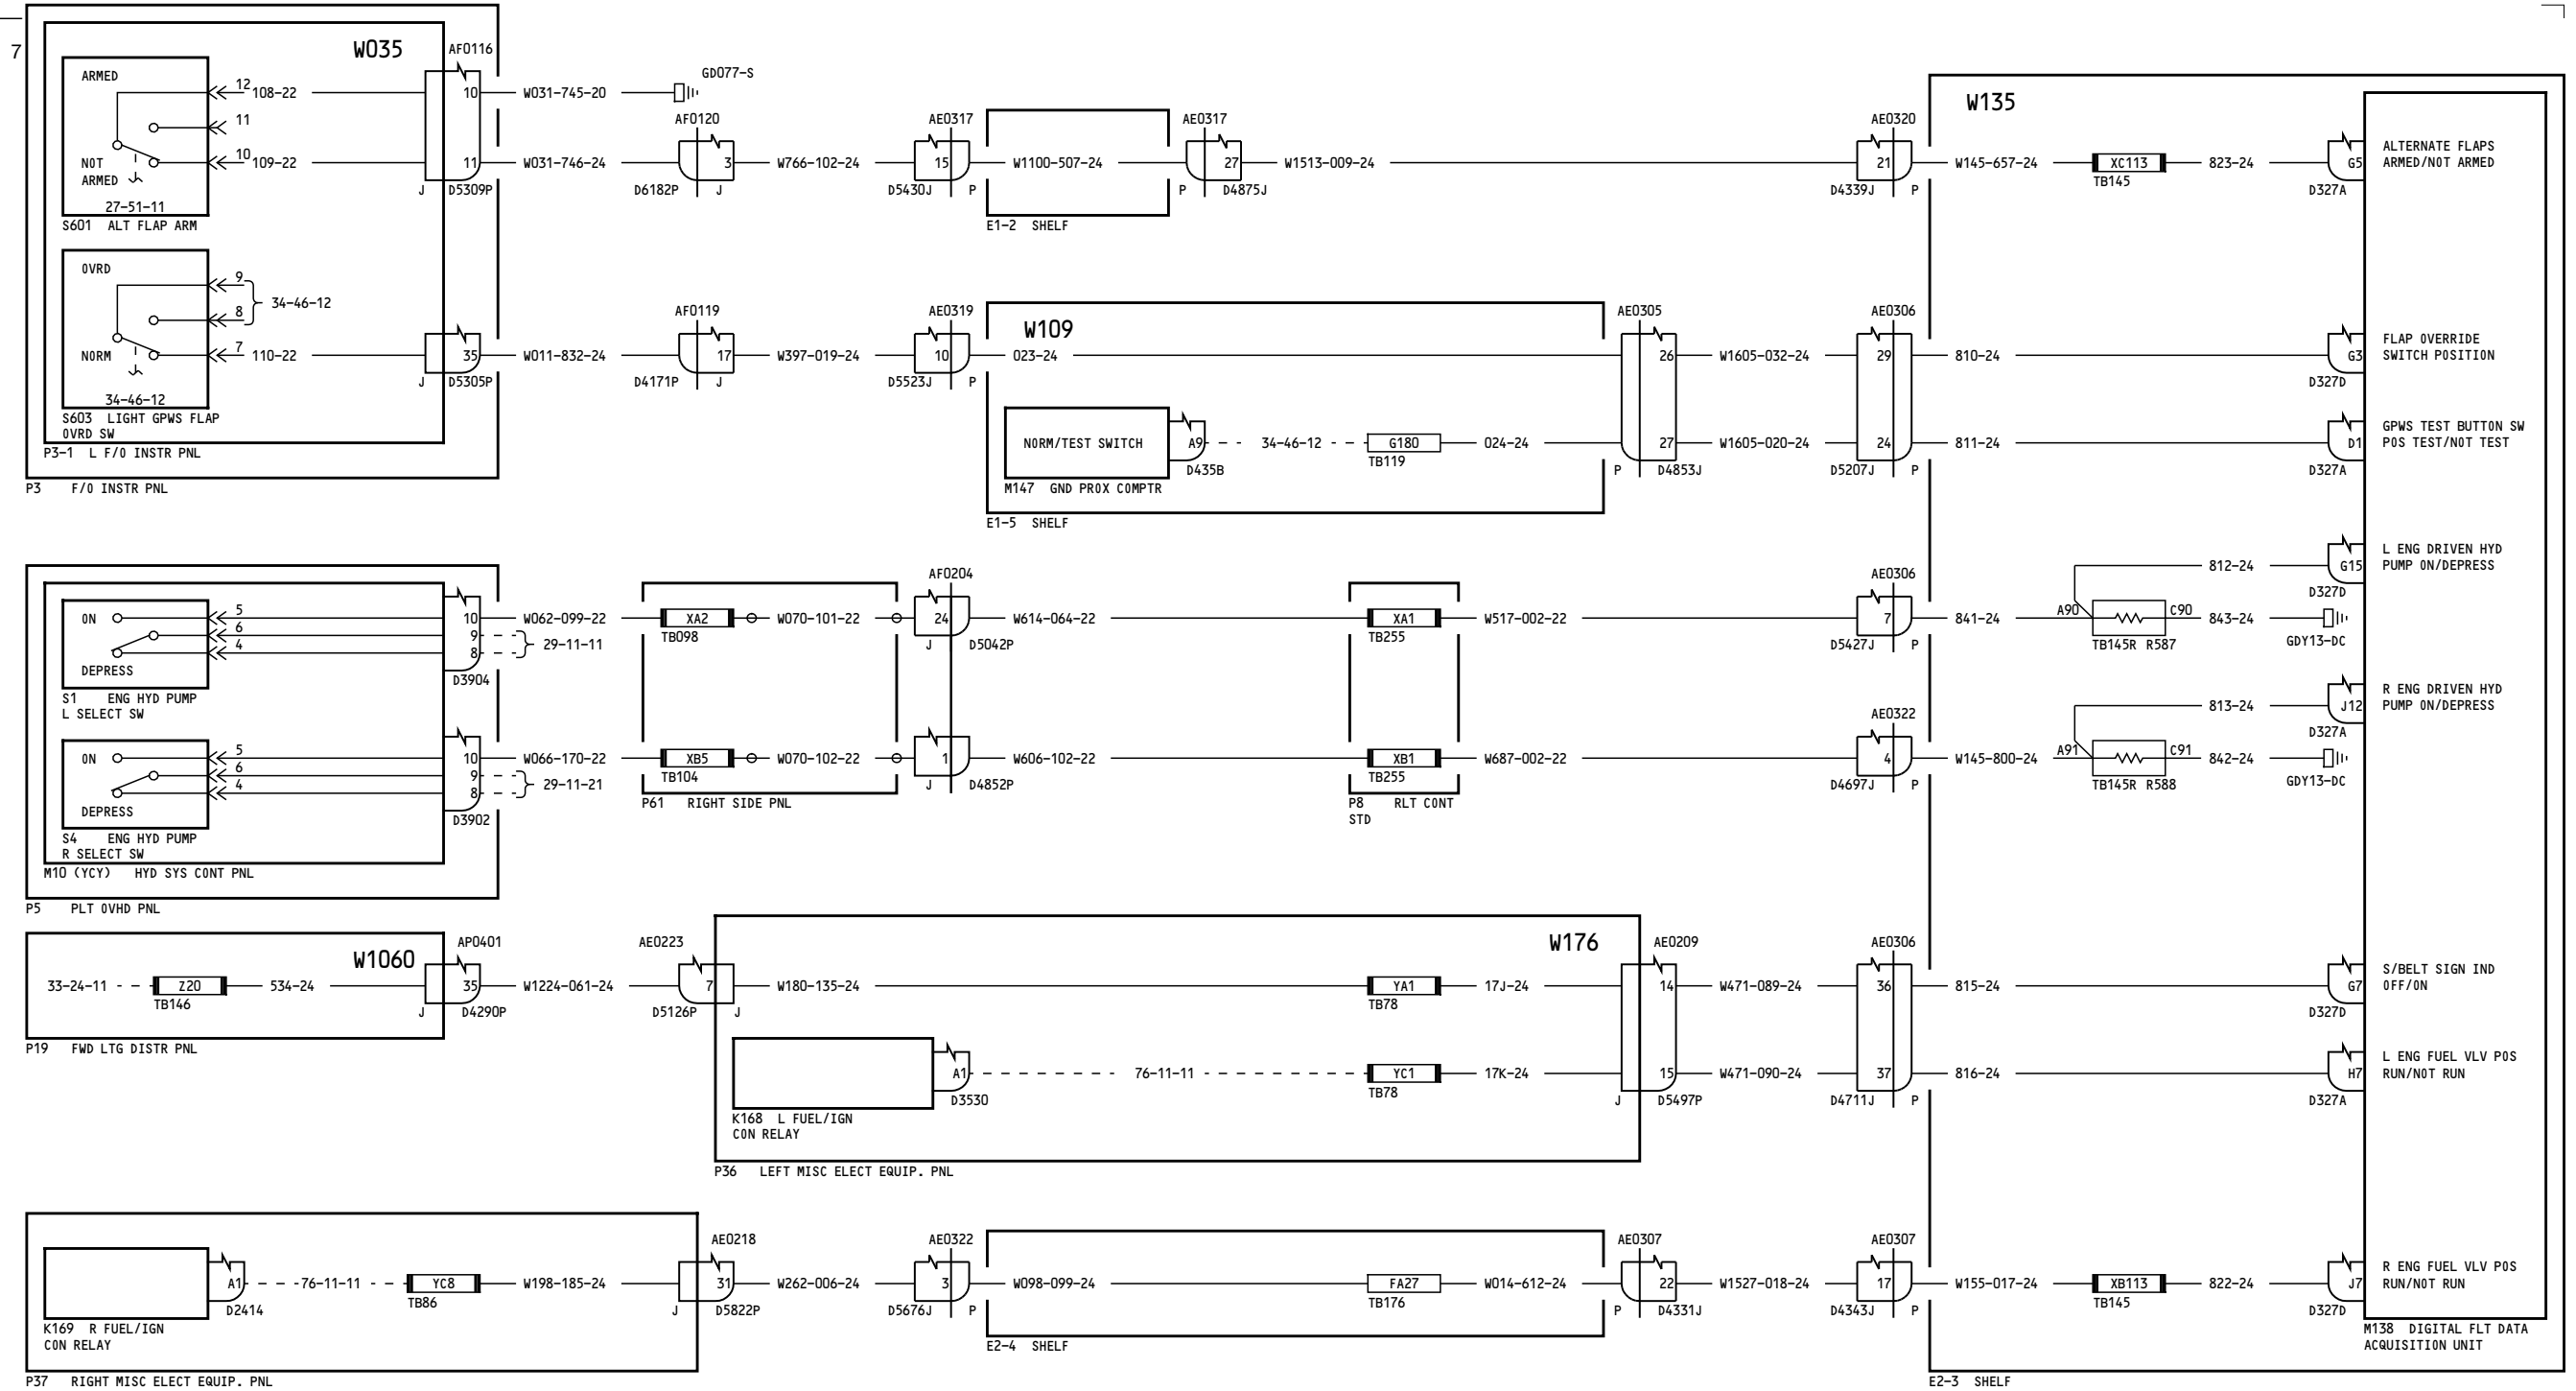 7
W035
AF0116
ARMED
12 108-22
10
W031-745-20
GD077-S
11
NOT
ARMED
10 109-22
11
W031-746-24
AF0120
3
W766-102-24
AE0317
15
W1100-507-24
AE0317
27
W1513-009-24
AE0320
21
W135
W145-657-24
XC113
TB145
823-24
G5
ALTERNATE FLAPS
ARMED/NOT ARMED
J D5309P
D6182P J
D5430J P
P D4875J
D4339J P
D327A
27-51-11
S601 ALT FLAP ARM
E1-2 SHELF
OVRD
9
8
34-46-12
NORM
7 110-22
35
W011-832-24
AF0119
17
W397-019-24
AE0319
10
W109
023-24
AE0305
26
W1605-032-24
AE0306
29
810-24
G3
FLAP OVERRIDE
SWITCH POSITION
J D5305P
D4171P J
D5523J P
D327D
34-46-12
S603 LIGHT GPWS FLAP
OVRD SW
P3-1 L F/O INSTR PNL
P3 F/O INSTR PNL
NORM/TEST SWITCH
A9
D435B
34-46-12
G180
TB119
024-24
27
W1605-020-24
24
811-24
D1
GPWS TEST BUTTON SW
POS TEST/NOT TEST
P D4853J
D5207J P
D327A
M147 GND PROX COMPTR
E1-5 SHELF
ON
5
6
4
DEPRESS
10
9
8
D3904
W062-099-22
29-11-11
XA2
TB098
W070-101-22
AF0204
24
J D5042P
W614-064-22
XA1
TB255
W517-002-22
AE0306
7
D5427J P
841-24
A90
C90
TB145R R587
812-24
G15
D327D
843-24
GDY13-DC
L ENG DRIVEN HYD
PUMP ON/DEPRESS
S1 ENG HYD PUMP
L SELECT SW
ON
5
6
4
DEPRESS
10
9
8
D3902
W066-170-22
29-11-21
XB5
TB104
W070-102-22
1
J D4852P
W606-102-22
XB1
TB255
W687-002-22
AE0322
4
D4697J P
W145-800-24
A91
C91
TB145R R588
813-24
J12
D327A
842-24
GDY13-DC
R ENG DRIVEN HYD
PUMP ON/DEPRESS
S4 ENG HYD PUMP
R SELECT SW
M10 (YCY) HYD SYS CONT PNL
P5 PLT OVHD PNL
P61 RIGHT SIDE PNL
P8 RLT CONT
STD
W1060
33-24-11
Z20
TB146
534-24
AP0401
35
J D4290P
W1224-061-24
AE0223
7
D5126P J
W180-135-24
W176
YA1
TB78
17J-24
AE0209
14
W471-089-24
AE0306
36
815-24
G7
D327D
S/BELT SIGN IND
OFF/ON
P19 FWD LTG DISTR PNL
A1
D3530
76-11-11
YC1
TB78
17K-24
15
J D5497P
W471-090-24
37
D4711J P
816-24
H7
D327A
L ENG FUEL VLV POS
RUN/NOT RUN
K168 L FUEL/IGN
CON RELAY
P36 LEFT MISC ELECT EQUIP. PNL
A1
D2414
76-11-11
YC8
TB86
W198-185-24
AE0218
31
J D5822P
W262-006-24
AE0322
3
D5676J P
W098-099-24
FA27
TB176
W014-612-24
AE0307
22
P D4331J
W1527-018-24
AE0307
17
D4343J P
W155-017-24
XB113
TB145
822-24
J7
D327D
R ENG FUEL VLV POS
RUN/NOT RUN
K169 R FUEL/IGN
CON RELAY
P37 RIGHT MISC ELECT EQUIP. PNL
E2-4 SHELF
M138 DIGITAL FLT DATA
ACQUISITION UNIT
E2-3 SHELF